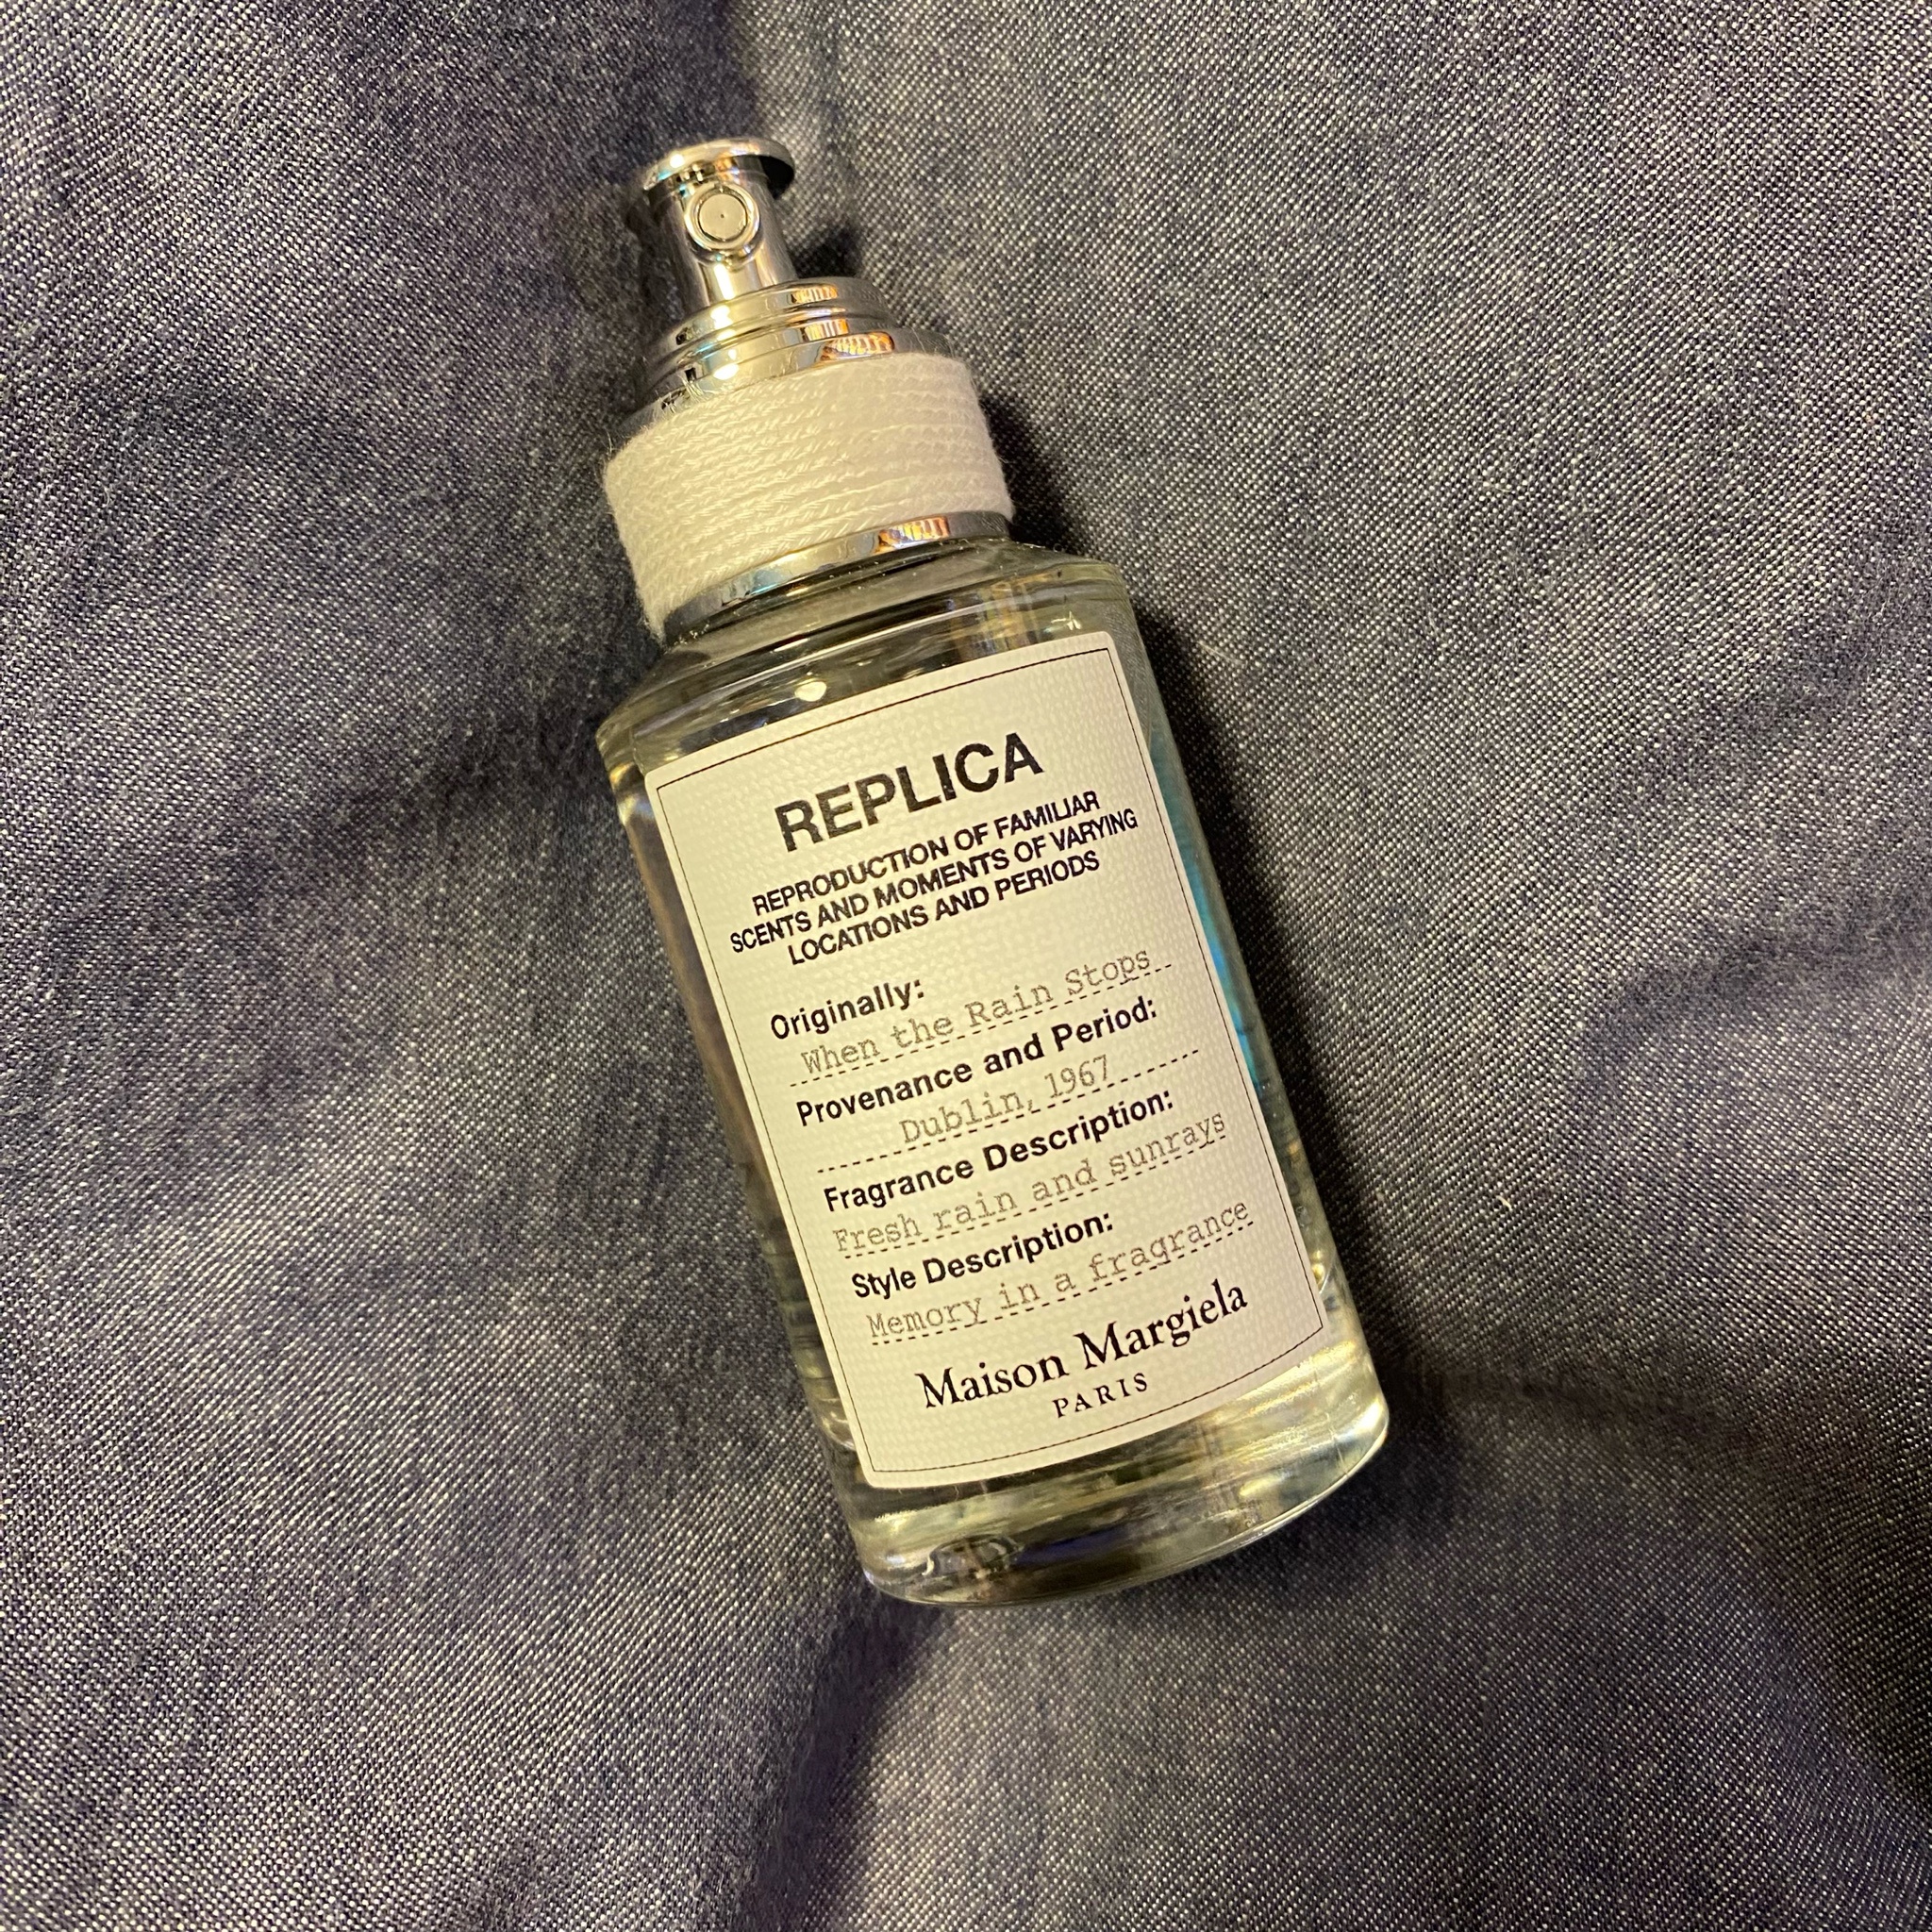 REPLICA
REPRODUCTION OF FAMILIAR
SCENTS AND MOMENTS OF VARYING
LOCATIONS AND PERIODS
Originally:
When the Rain Stops
Provenance and Period:
Dublin, 1967
Fragrance Description:
Fresh rain and sunrays
Style Description:
Memory in a fragrance
Maison Margiela
PARIS